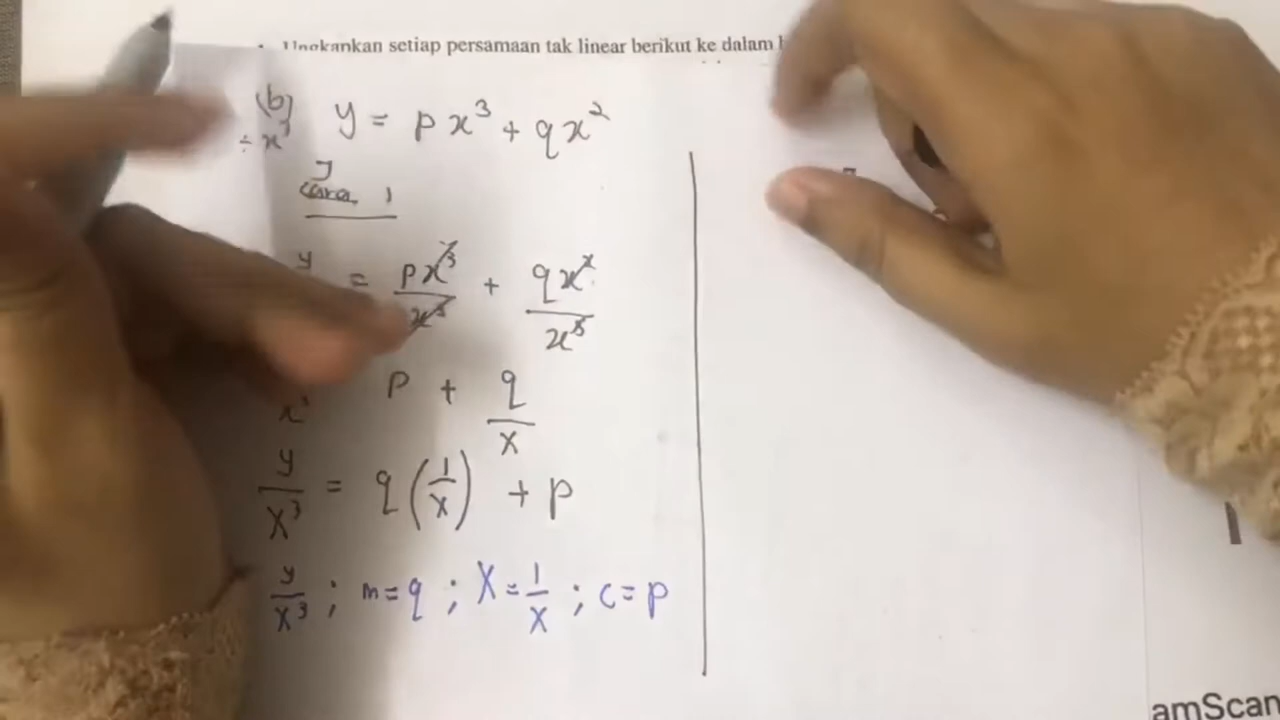 Ungkapkan setiap persamaan tak linear berikut ke dalam
(b) y = px³ + qx²
÷ x³
Cara 1
y = px³/x³ + qx²/x³
p + q/x
y/x³ = q(1/x) + p
y/x³ ; m = q ; X = 1/x ; c = p
amScan